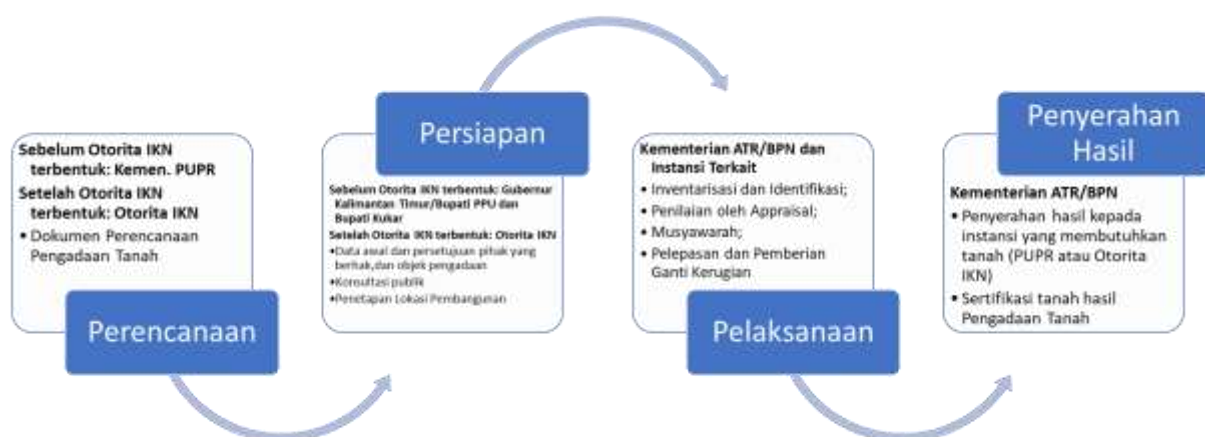 Sebelum Otorita IKN
terbentuk: Kemen. PUPR
Setelah Otorita IKN
terbentuk: Otorita IKN
• Dokumen Perencanaan
Pengadaan Tanah
Perencanaan
Persiapan
Sebelum Otorita IKN terbentuk: Gubernur
Kalimantan Timur/Bupati PPU dan
Bupati Kukar
Setelah Otorita IKN terbentuk: Otorita IKN
•Data awal dan persetujuan pihak yang
berhak,dan objek pengadaan
•Konsultasi publik
•Penetapan Lokasi Pembangunan
Kementerian ATR/BPN dan
Instansi Terkait
• Inventarisasi dan Identifikasi;
• Penilaian oleh Appraisal;
• Musyawarah;
• Pelepasan dan Pemberian
Ganti Kerugian
Pelaksanaan
Penyerahan
Hasil
Kementerian ATR/BPN
• Penyerahan hasil kepada
instansi yang membutuhkan
tanah (PUPR atau Otorita
IKN)
• Sertifikasi tanah hasil
Pengadaan Tanah